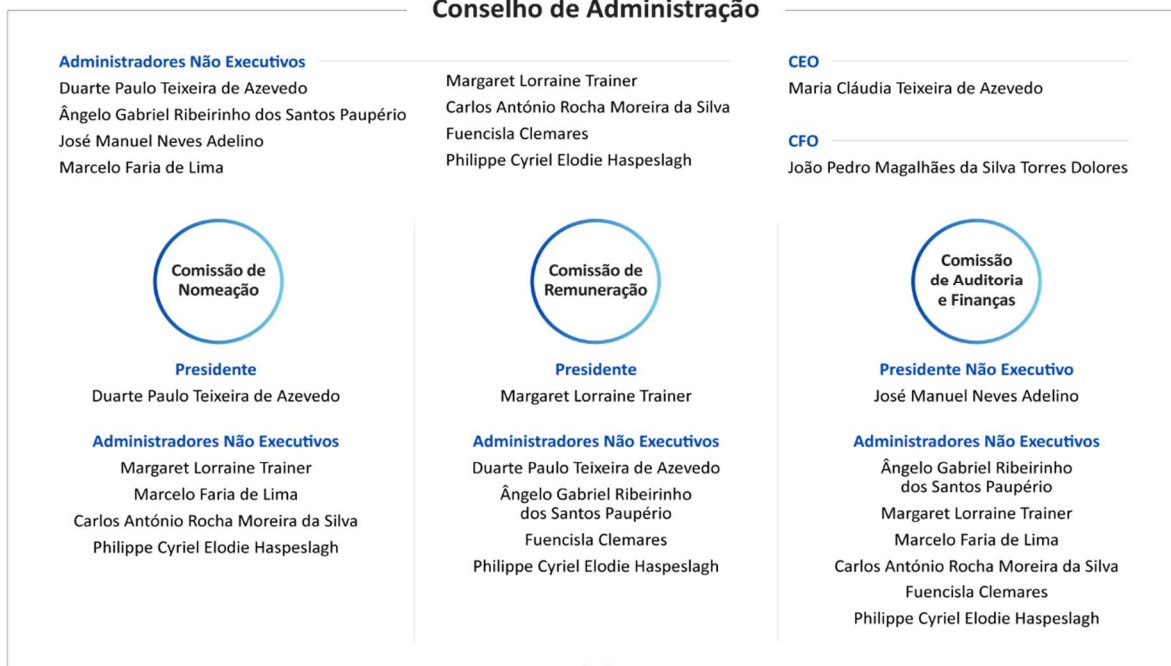 Conselho de Administração
Administradores Não Executivos
Duarte Paulo Teixeira de Azevedo
Ângelo Gabriel Ribeirinho dos Santos Paupério
José Manuel Neves Adelino
Marcelo Faria de Lima
Margaret Lorraine Trainer
Carlos António Rocha Moreira da Silva
Fuencisla Clemares
Philippe Cyriel Elodie Haspeslagh
CEO
Maria Cláudia Teixeira de Azevedo
CFO
João Pedro Magalhães da Silva Torres Dolores
Comissão de
Nomeação
Presidente
Duarte Paulo Teixeira de Azevedo
Administradores Não Executivos
Margaret Lorraine Trainer
Marcelo Faria de Lima
Carlos António Rocha Moreira da Silva
Philippe Cyriel Elodie Haspeslagh
Comissão de
Remuneração
Presidente
Margaret Lorraine Trainer
Administradores Não Executivos
Duarte Paulo Teixeira de Azevedo
Ângelo Gabriel Ribeirinho
dos Santos Paupério
Fuencisla Clemares
Philippe Cyriel Elodie Haspeslagh
Comissão
de Auditoria
e Finanças
Presidente Não Executivo
José Manuel Neves Adelino
Administradores Não Executivos
Ângelo Gabriel Ribeirinho
dos Santos Paupério
Margaret Lorraine Trainer
Marcelo Faria de Lima
Carlos António Rocha Moreira da Silva
Fuencisla Clemares
Philippe Cyriel Elodie Haspeslagh